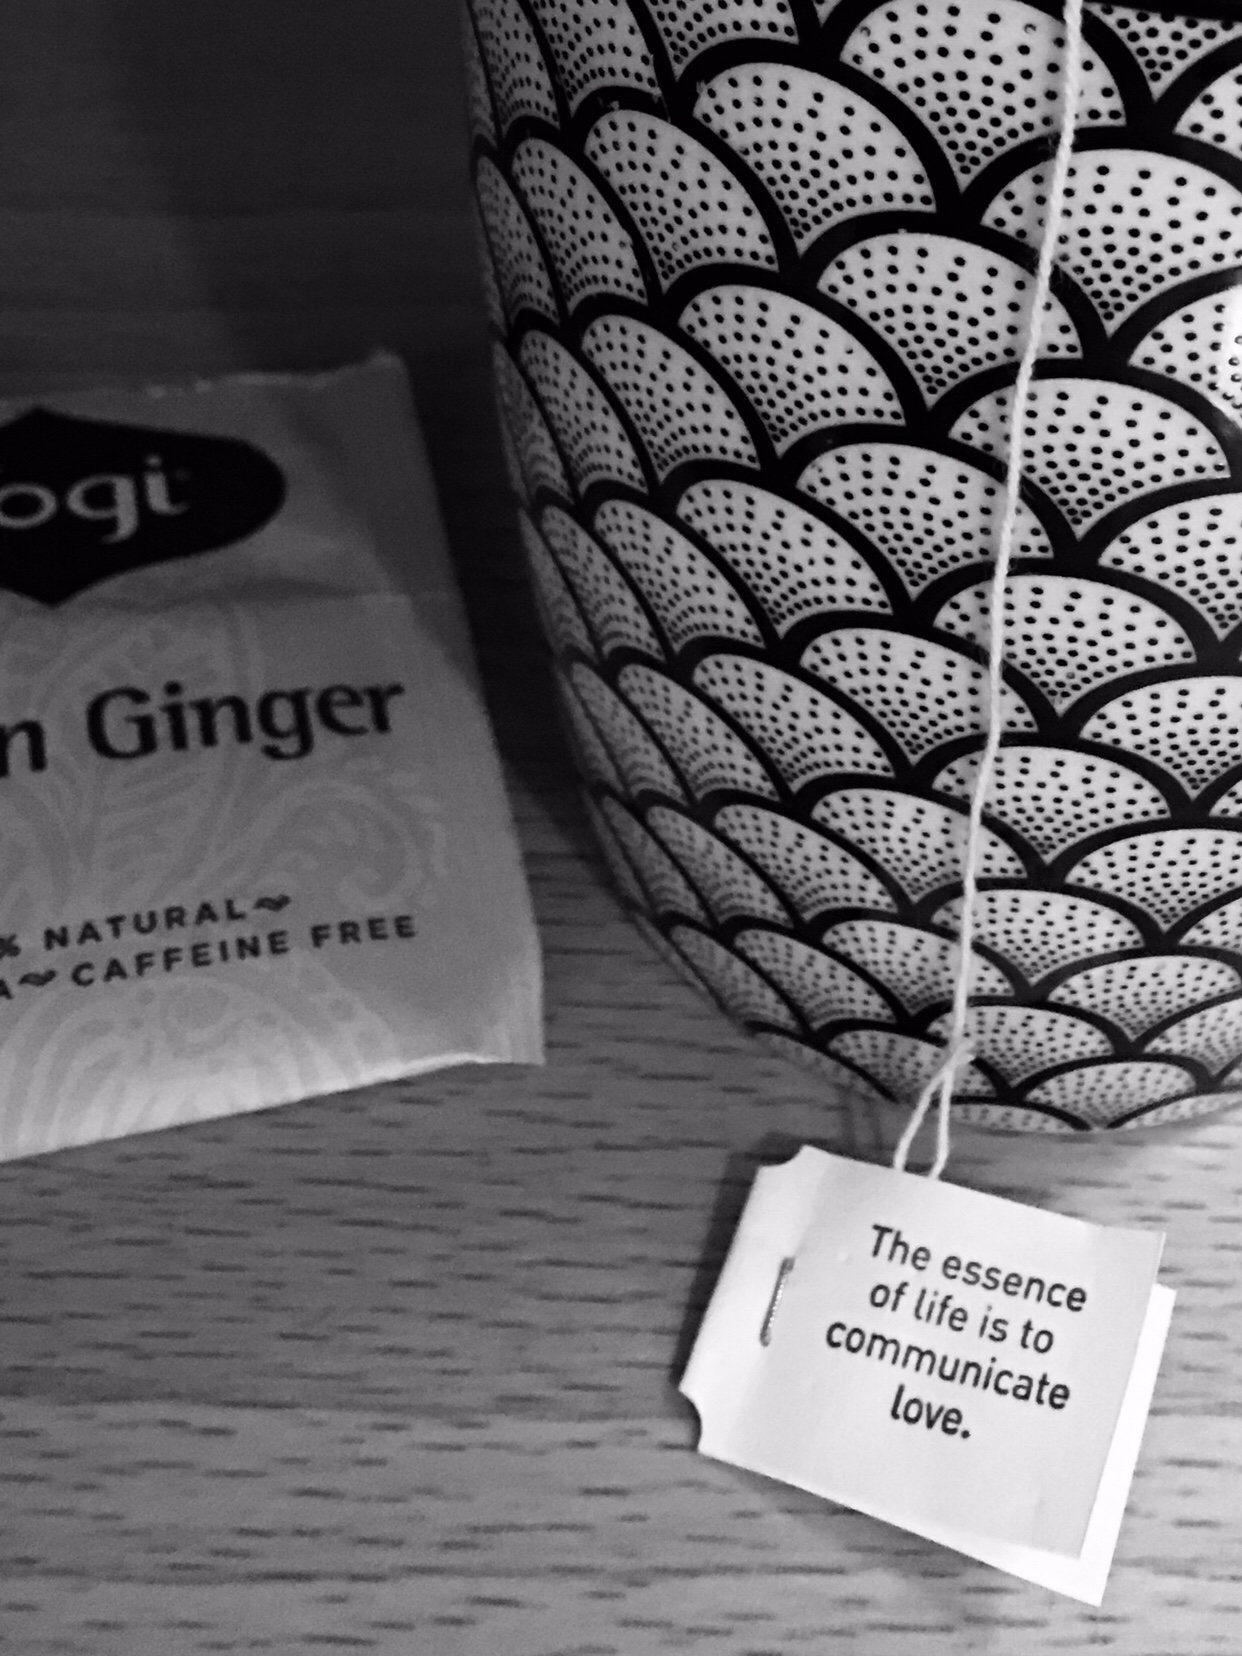 ogi
n Ginger
% NATURAL
A CAFFEINE FREE
The essence
of life is to
communicate
love.